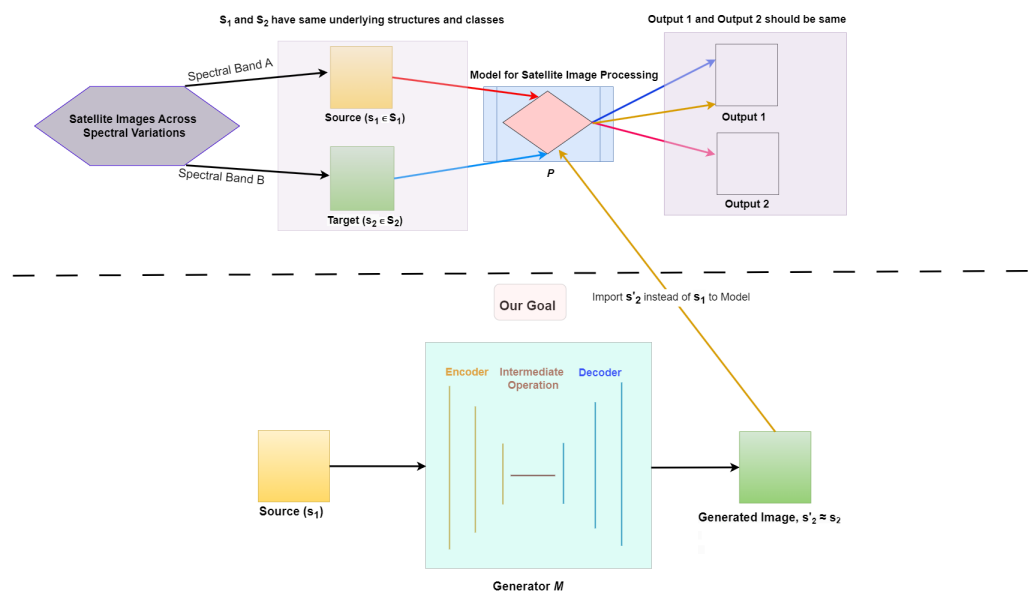 S₁ and S₂ have same underlying structures and classes
Output 1 and Output 2 should be same
Spectral Band A
Model for Satellite Image Processing
Satellite Images Across
Spectral Variations
Source (s₁ ∈ S₁)
Output 1
Spectral Band B
P
Target (s₂ ∈ S₂)
Output 2
Our Goal
Import s'₂ instead of s₁ to Model
Encoder
Intermediate
Operation
Decoder
Source (s₁)
Generated Image, s'₂ ≈ s₂
Generator M